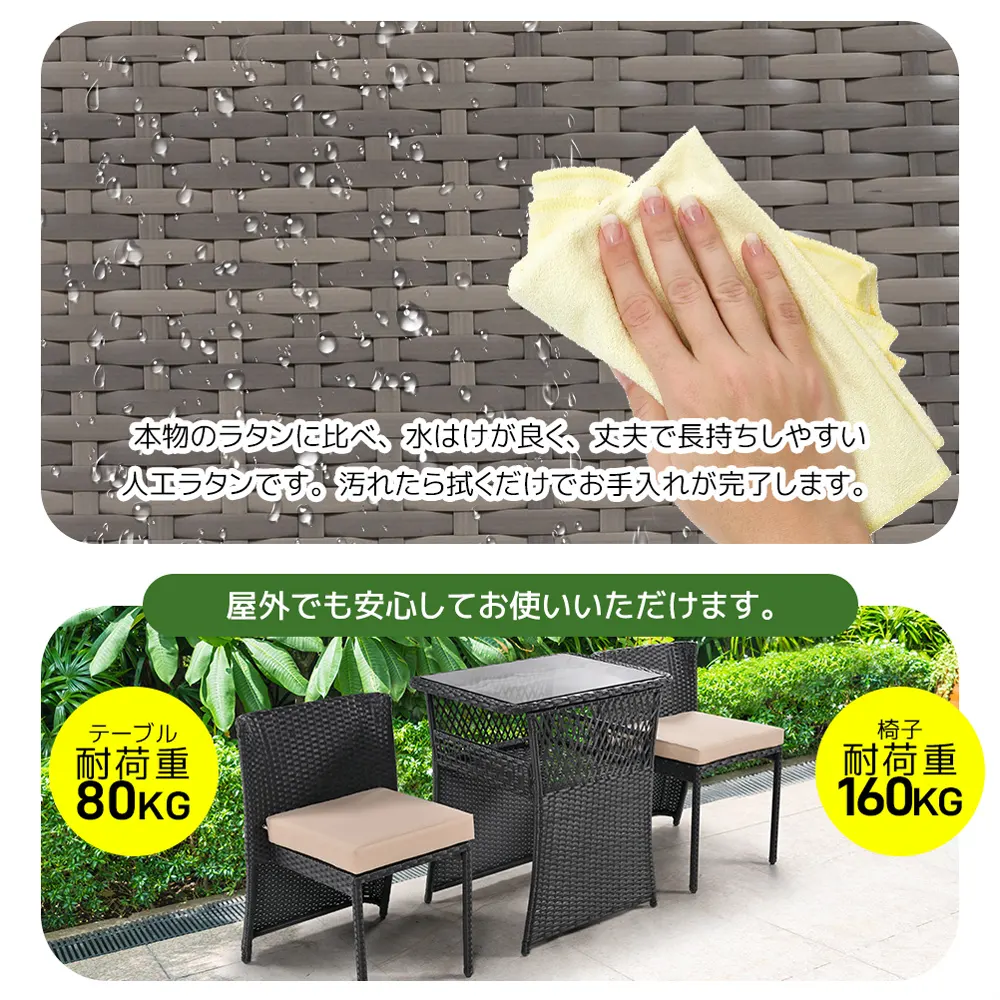 本物のラタンに比べ、水はけが良く、丈夫で長持ちしやすい
人工ラタンです。汚れたら拭くだけでお手入れが完了します。
屋外でも安心してお使いいただけます。
テーブル
耐荷重
80KG
椅子
耐荷重
160KG